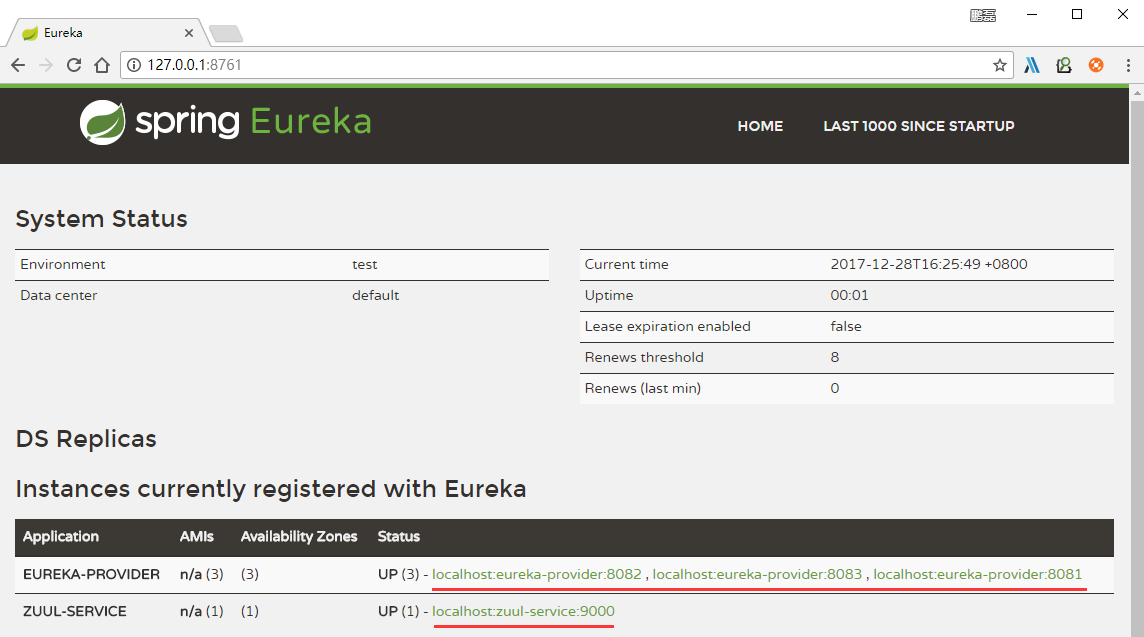 鹏磊
Eureka
127.0.0.1:8761
spring Eureka
HOME LAST 1000 SINCE STARTUP
System Status
Environment test
Data center default
Current time 2017-12-28T16:25:49 +0800
Uptime 00:01
Lease expiration enabled false
Renews threshold 8
Renews (last min) 0
DS Replicas
Instances currently registered with Eureka
Application AMIs Availability Zones Status
EUREKA-PROVIDER n/a (3) (3) UP (3) - localhost:eureka-provider:8082 , localhost:eureka-provider:8083 , localhost:eureka-provider:8081
ZUUL-SERVICE n/a (1) (1) UP (1) - localhost:zuul-service:9000